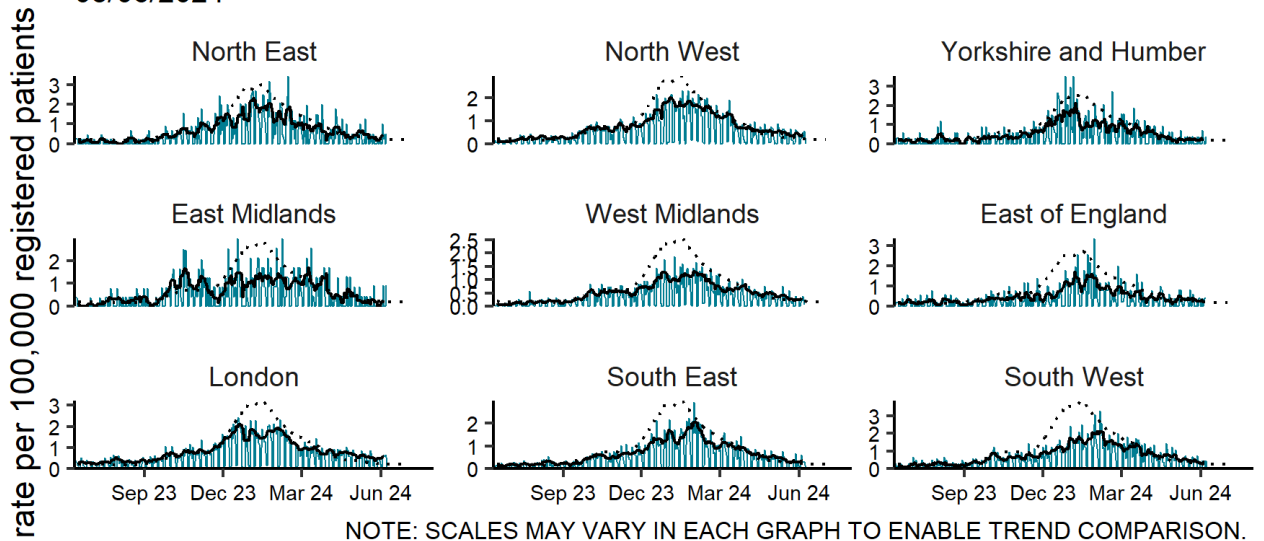 rate per 100,000 registered patients
North East
North West
Yorkshire and Humber
3
2
1
0
2
1
0
3
2
1
0
East Midlands
West Midlands
East of England
2
1
0
2.5
2.0
1.5
1.0
0.5
0.0
3
2
1
0
London
South East
South West
3
2
1
0
2
1
0
3
2
1
0
Sep 23 Dec 23 Mar 24 Jun 24
Sep 23 Dec 23 Mar 24 Jun 24
Sep 23 Dec 23 Mar 24 Jun 24
NOTE: SCALES MAY VARY IN EACH GRAPH TO ENABLE TREND COMPARISON.